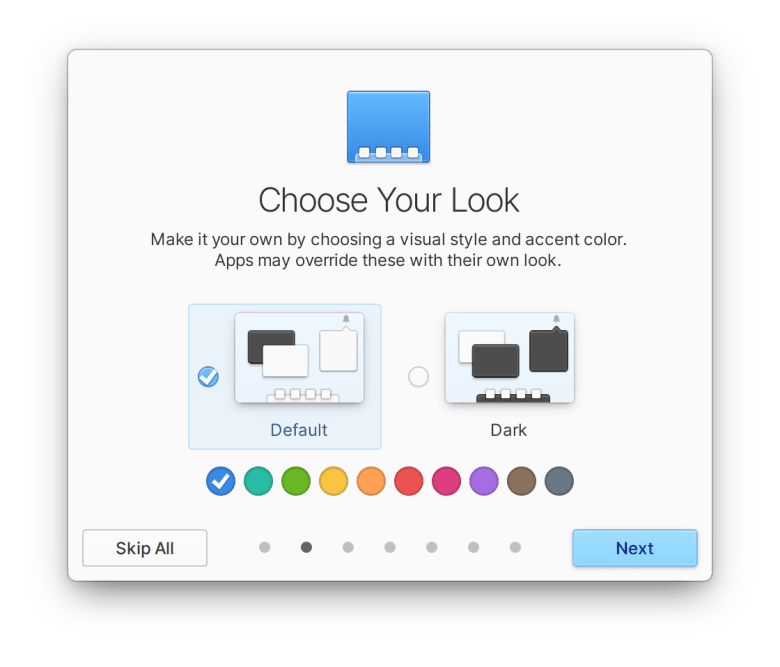 Choose Your Look
Make it your own by choosing a visual style and accent color.
Apps may override these with their own look.
Default
Dark
Skip All
Next